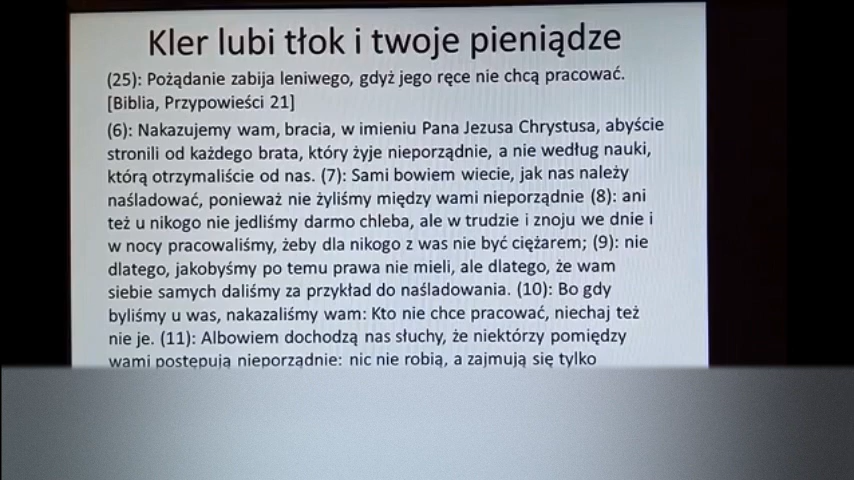 Kler lubi tłok i twoje pieniądze
(25): Pożądanie zabija leniwego, gdyż jego ręce nie chcą pracować.
[Biblia, Przypowieści 21]
(6): Nakazujemy wam, bracia, w imieniu Pana Jezusa Chrystusa, abyście
stronili od każdego brata, który żyje nieporządnie, a nie według nauki,
którą otrzymaliście od nas. (7): Sami bowiem wiecie, jak nas należy
naśladować, ponieważ nie żyliśmy między wami nieporządnie (8): ani
też u nikogo nie jedliśmy darmo chleba, ale w trudzie i znoju we dnie i
w nocy pracowaliśmy, żeby dla nikogo z was nie być ciężarem; (9): nie
dlatego, jakobyśmy po temu prawa nie mieli, ale dlatego, że wam
siebie samych daliśmy za przykład do naśladowania. (10): Bo gdy
byliśmy u was, nakazaliśmy wam: Kto nie chce pracować, niechaj też
nie je. (11): Albowiem dochodzą nas słuchy, że niektórzy pomiędzy
wami postępują nieporządnie: nic nie robią, a zajmują się tylko